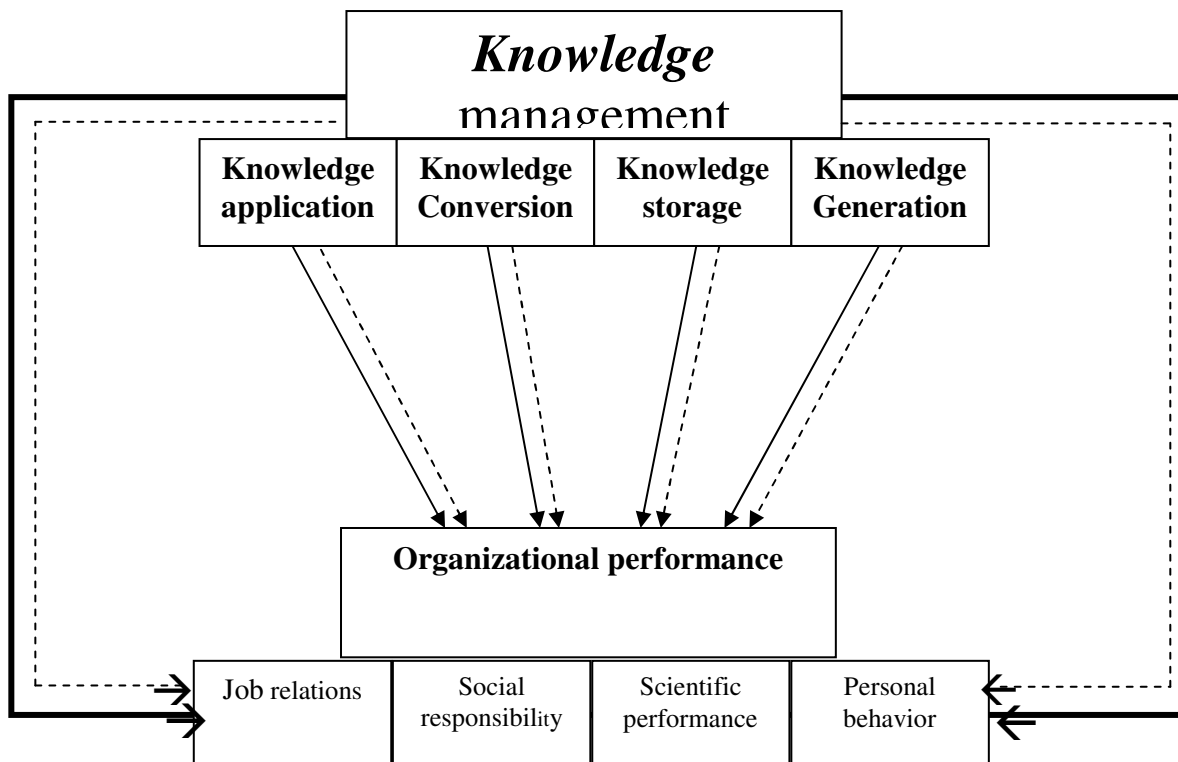 Knowledge
management
Knowledge
application
Knowledge
Conversion
Knowledge
storage
Knowledge
Generation
Organizational performance
Job relations
Social
responsibility
Scientific
performance
Personal
behavior